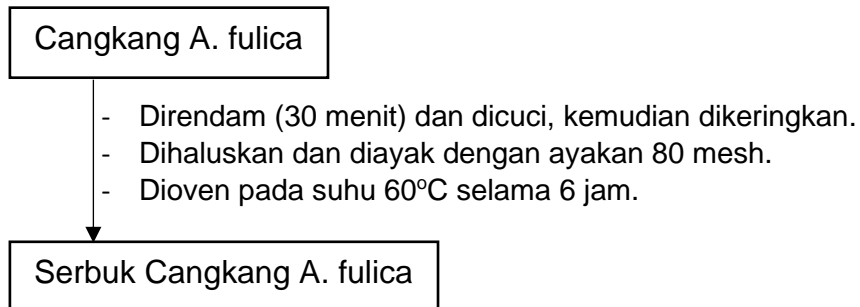 Cangkang A. fulica
- Direndam (30 menit) dan dicuci, kemudian dikeringkan.
- Dihaluskan dan diayak dengan ayakan 80 mesh.
- Dioven pada suhu 60ºC selama 6 jam.
Serbuk Cangkang A. fulica